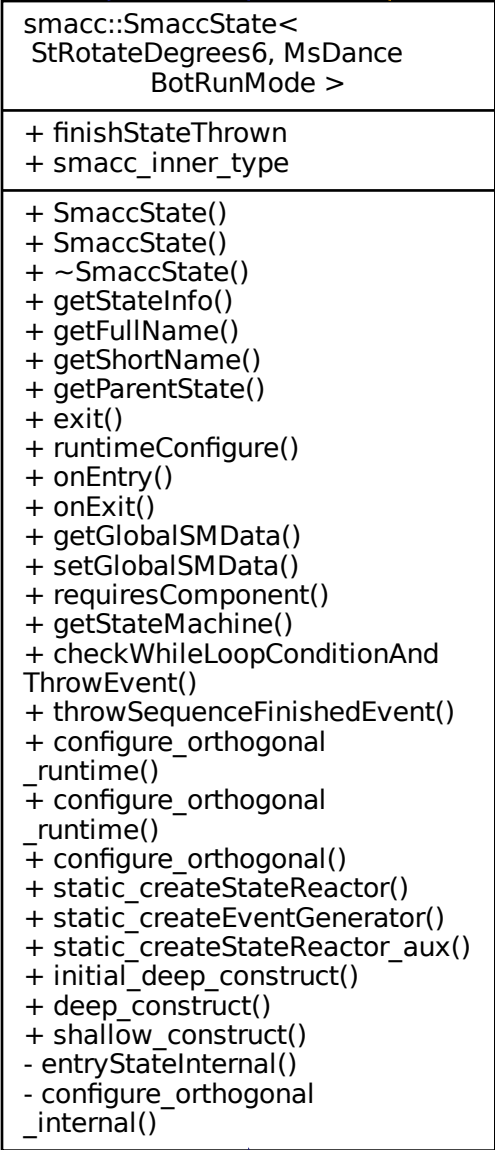 smacc::SmaccState<
StRotateDegrees6, MsDance
BotRunMode >
+ finishStateThrown
+ smacc_inner_type
+ SmaccState()
+ SmaccState()
+ ~SmaccState()
+ getStateInfo()
+ getFullName()
+ getShortName()
+ getParentState()
+ exit()
+ runtimeConfigure()
+ onEntry()
+ onExit()
+ getGlobalSMData()
+ setGlobalSMData()
+ requiresComponent()
+ getStateMachine()
+ checkWhileLoopConditionAnd
ThrowEvent()
+ throwSequenceFinishedEvent()
+ configure_orthogonal
_runtime()
+ configure_orthogonal
_runtime()
+ configure_orthogonal()
+ static_createStateReactor()
+ static_createEventGenerator()
+ static_createStateReactor_aux()
+ initial_deep_construct()
+ deep_construct()
+ shallow_construct()
- entryStateInternal()
- configure_orthogonal
_internal()